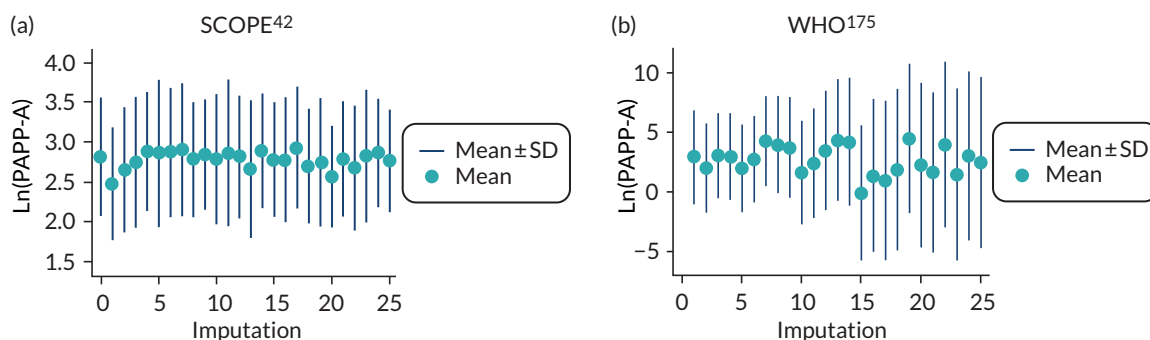 (a) SCOPE42
Ln(PAPP-A)
4.0
3.5
3.0
2.5
2.0
1.5
0 5 10 15 20 25
Imputation
Mean±SD
Mean
(b) WHO175
Ln(PAPP-A)
10
5
0
−5
0 5 10 15 20 25
Imputation
Mean±SD
Mean